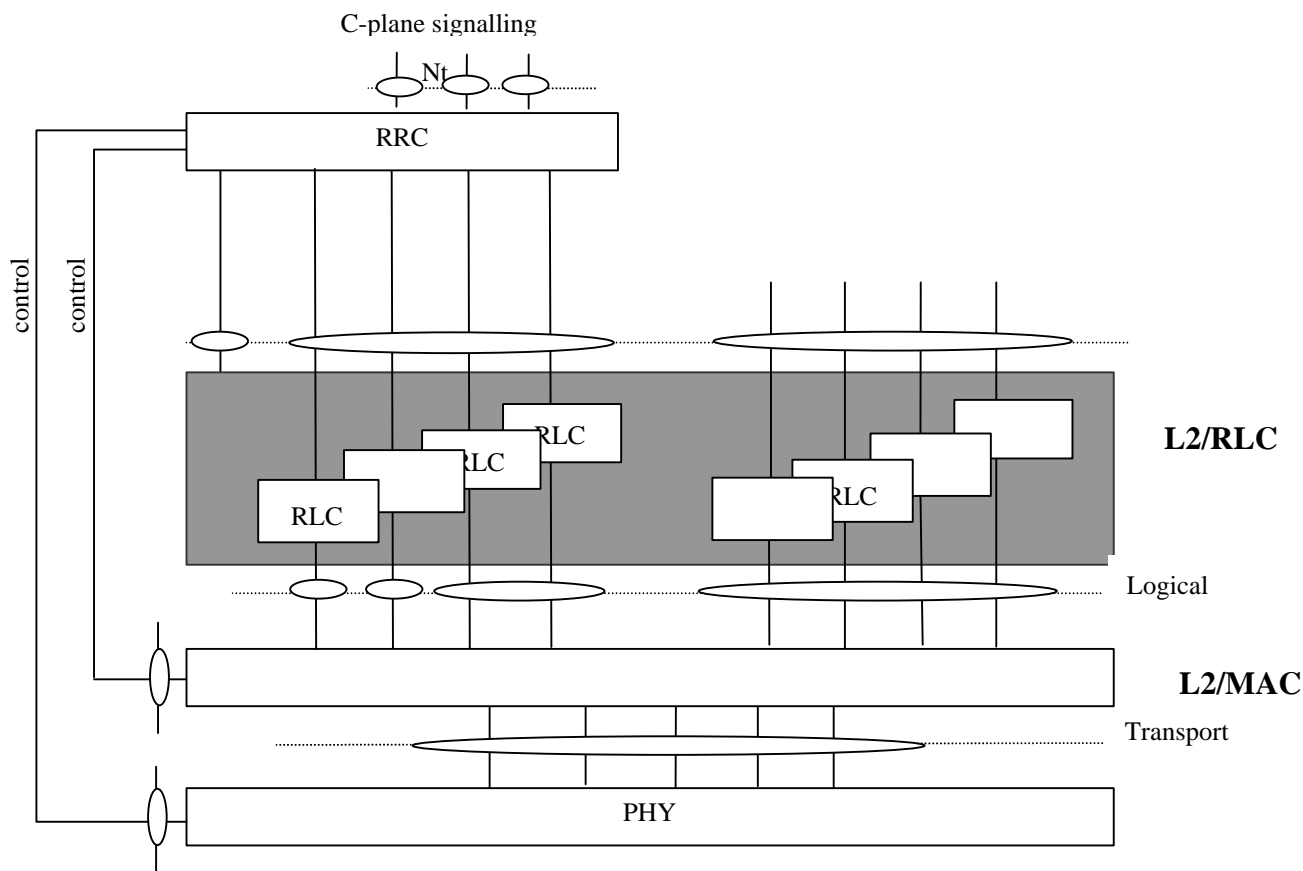 C-plane signalling
Nt
RRC
control
control
RLC
RLC
RLC
RLC
L2/RLC
Logical
L2/MAC
Transport
PHY